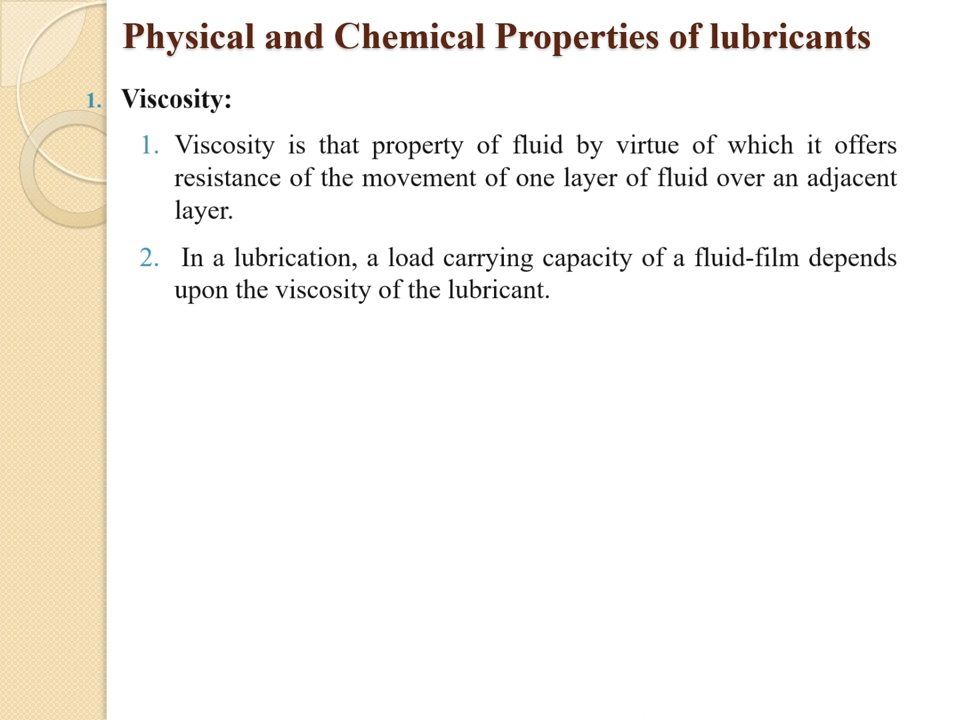 Physical and Chemical Properties of lubricants
1. Viscosity:
1. Viscosity is that property of fluid by virtue of which it offers
resistance of the movement of one layer of fluid over an adjacent
layer.
2. In a lubrication, a load carrying capacity of a fluid-film depends
upon the viscosity of the lubricant.